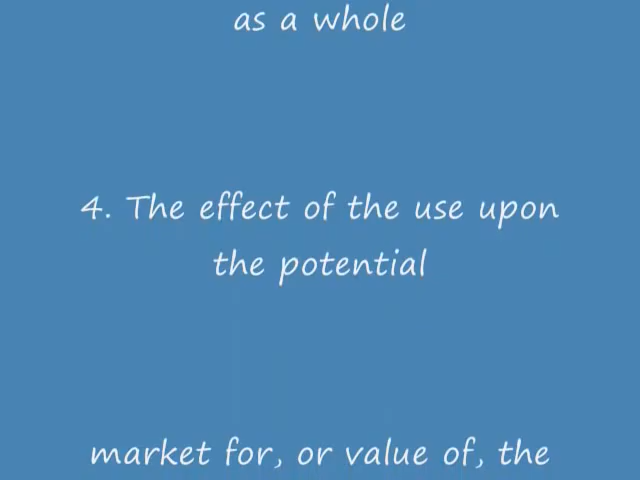 as a whole
4. The effect of the use upon
the potential
market for, or value of, the